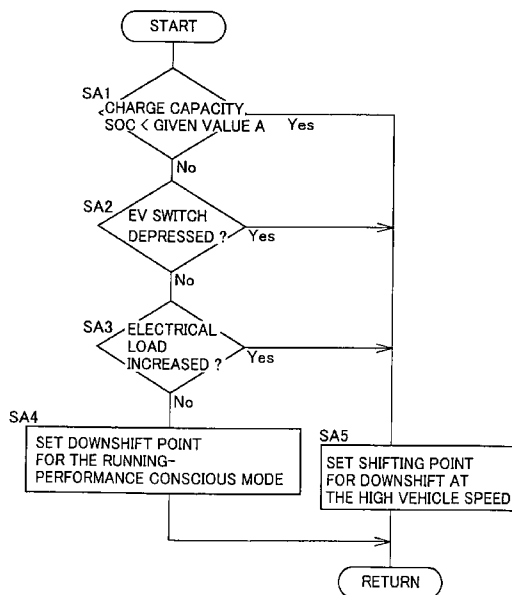 START
SA1
CHARGE CAPACITY,
SOC < GIVEN VALUE A
Yes
No
SA2
EV SWITCH
DEPRESSED ?
Yes
No
SA3
ELECTRICAL
LOAD
INCREASED ?
Yes
No
SA4
SET DOWNSHIFT POINT
FOR THE RUNNING-
PERFORMANCE CONSCIOUS MODE
SA5
SET SHIFTING POINT
FOR DOWNSHIFT AT
THE HIGH VEHICLE SPEED
RETURN